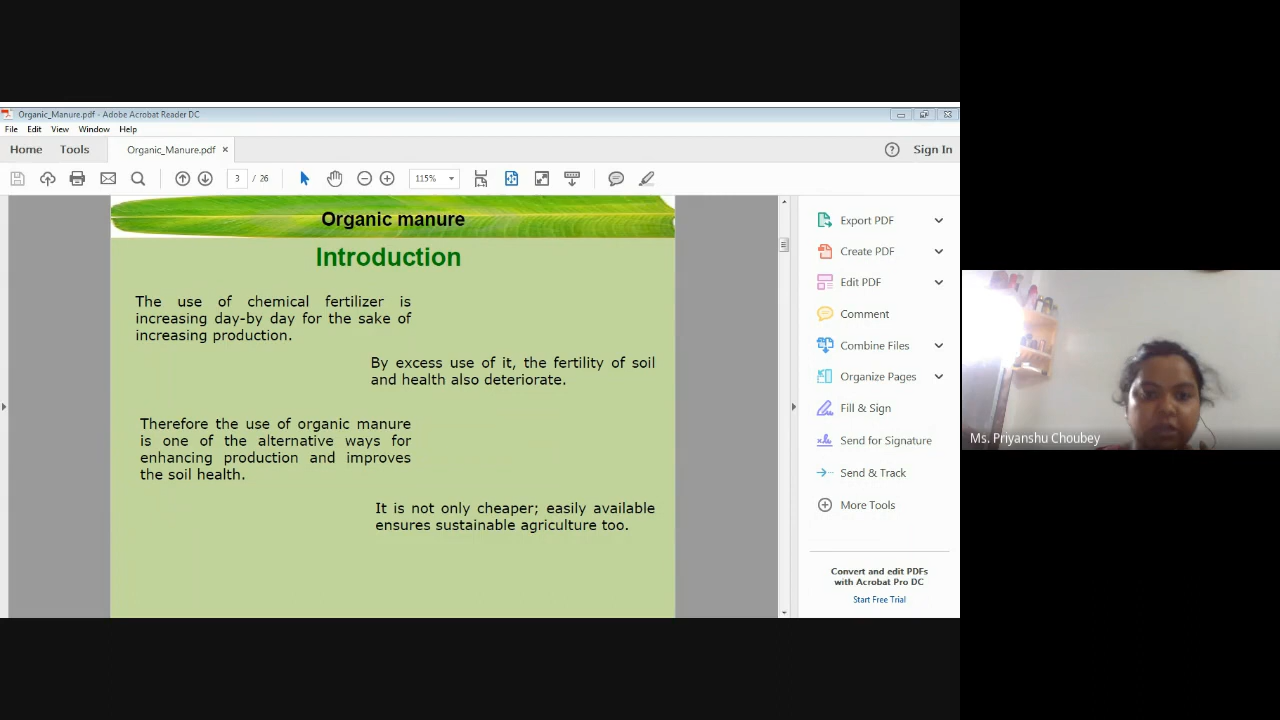 Organic_Manure.pdf - Adobe Acrobat Reader DC
File Edit View Window Help
Home Tools Organic_Manure.pdf × Sign In
3 / 26 115%
Organic manure
Introduction
The use of chemical fertilizer is
increasing day-by day for the sake of
increasing production.
By excess use of it, the fertility of soil
and health also deteriorate.
Therefore the use of organic manure
is one of the alternative ways for
enhancing production and improves
the soil health.
It is not only cheaper; easily available
ensures sustainable agriculture too.
Export PDF
Create PDF
Edit PDF
Comment
Combine Files
Organize Pages
Fill & Sign
Send for Signature
Send & Track
More Tools
Convert and edit PDFs
with Acrobat Pro DC
Start Free Trial
Ms. Priyanshu Choubey